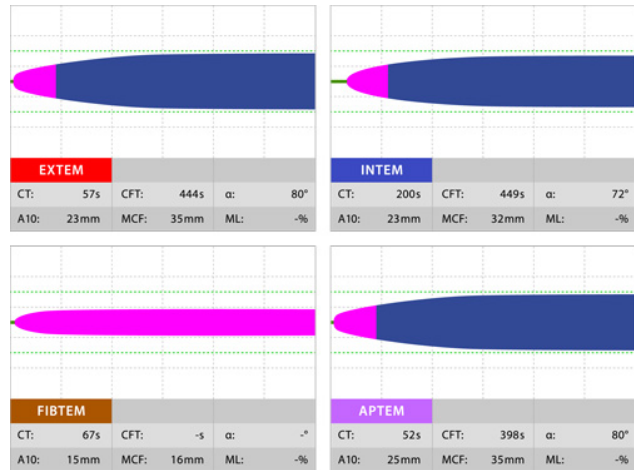 EXTEM
CT: 57s CFT: 444s α: 80°
A10: 23mm MCF: 35mm ML: -%
INTEM
CT: 200s CFT: 449s α: 72°
A10: 23mm MCF: 32mm ML: -%
FIBTEM
CT: 67s CFT: -s α: -°
A10: 15mm MCF: 16mm ML: -%
APTEM
CT: 52s CFT: 398s α: 80°
A10: 25mm MCF: 35mm ML: -%